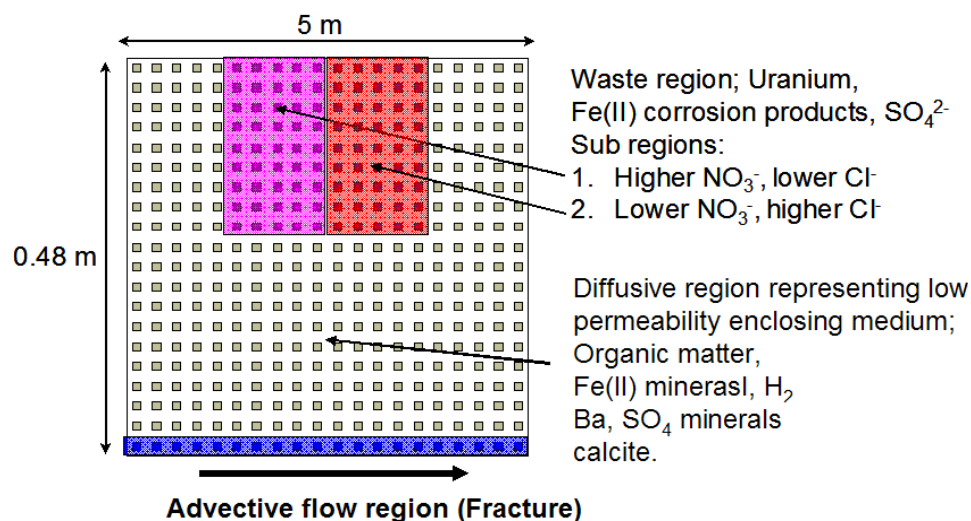 5 m
0.48 m
Waste region; Uranium,
Fe(II) corrosion products, SO₄²⁻
Sub regions:
1. Higher NO₃⁻, lower Cl⁻
2. Lower NO₃⁻, higher Cl⁻
Diffusive region representing low
permeability enclosing medium;
Organic matter,
Fe(II) minerasl, H₂
Ba, SO₄ minerals
calcite.
Advective flow region (Fracture)